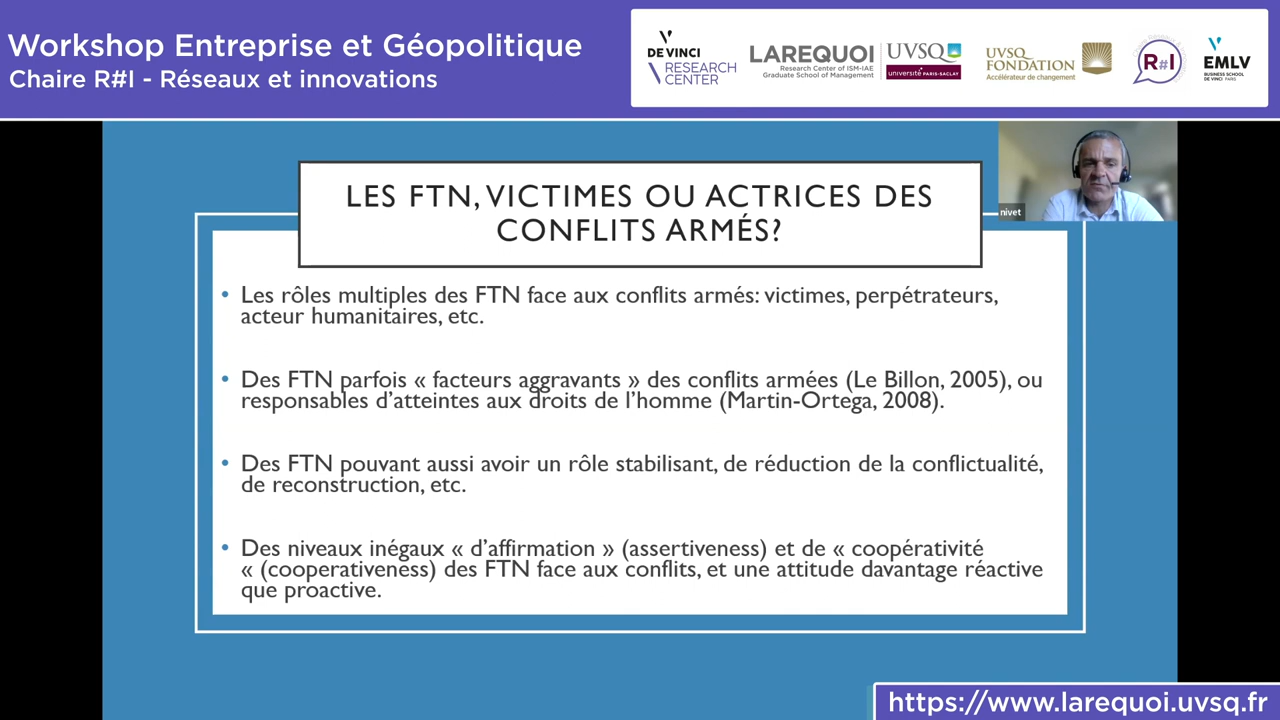 Workshop Entreprise et Géopolitique
Chaire R#I - Réseaux et innovations
DE VINCI
RESEARCH
CENTER
LAREQUOI
Research Center of ISM-IAE
Graduate School of Management
UVSQ
université PARIS-SACLAY
UVSQ
FONDATION
Accélérateur de changement
R#I
EMLV
BUSINESS SCHOOL
DE VINCI PARIS
nivet
LES FTN, VICTIMES OU ACTRICES DES
CONFLITS ARMÉS?
• Les rôles multiples des FTN face aux conflits armés: victimes, perpétrateurs,
acteur humanitaires, etc.
• Des FTN parfois « facteurs aggravants » des conflits armées (Le Billon, 2005), ou
responsables d’atteintes aux droits de l’homme (Martin-Ortega, 2008).
• Des FTN pouvant aussi avoir un rôle stabilisant, de réduction de la conflictualité,
de reconstruction, etc.
• Des niveaux inégaux « d’affirmation » (assertiveness) et de « coopérativité
« (cooperativeness) des FTN face aux conflits, et une attitude davantage réactive
que proactive.
https://www.larequoi.uvsq.fr